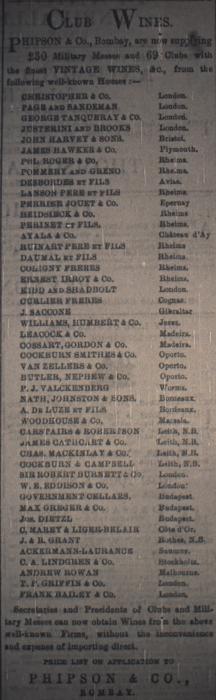 CLUB WINES.
PHIPSON & Co., Bombay, are now supplying
250 Military Messes and 69 Clubs with
the finest VINTAGE WINES, &c., from the
following well-known Houses :—
CHRISTOPHER & Co. London.
PAGE AND SANDEMAN London.
GEORGE TANQUERAY & Co. London.
JUSTERINI AND BROOKS London.
JOHN HARVEY & SONS. Bristol.
JAMES HAWKER & Co. Plymouth.
POL ROGER & Co. Rheims.
POMMERY AND GRENO Rheims.
DESBORDES ET FILS Avize.
LANSON PERE ET FILS Rheims.
PERRIER JOUET & Co. Epernay
HEIDSIECK & Co. Rheims
PERINET ET FILS. Rheims.
AYALA & Co. Château d'Ay
RUINART PERE ET FILS Rheims
DAUMAL ET FILS Rheims.
COLIGNY FRERES Rheims.
ERNEST IRROY & Co. Rheims.
KIDD AND SHADBOLT London.
CURLIER FRERES Cognac.
J. SACCONE Gibraltar
WILLIAMS, HUMBERT & Co. Jerez.
LEACOCK & Co. Madeira.
COSSART, GORDON & Co. Madeira.
COCKBURN SMITHES & Co. Oporto.
VAN ZELLERS & Co. Oporto.
BUTLER, NEPHEW & Co. Oporto.
P. J. VALCKENBERG Worms.
NATH. JOHNSTON & SONS. Bordeaux.
A. DE LUZE ET FILS Bordeaux.
WOODHOUSE & Co. Marsala.
CARSTAIRS & ROBERTSON Leith, N.B.
JAMES CATHCART & Co. Leith, N.B.
CHAS. MACKINLAY & Co. Leith, N.B.
COCKBURN & CAMPBELL Leith, N.B.
SIR ROBERT BURNETT & Co. London.
W. E. EDDISON & Co. London.
GOVERNMENT CELLARS. Budapest.
MAX GREGER & Co. Budapest.
JOS. DIETZL Budapest.
C. MAREY & LIGER-BELAIR Côte d'Or.
J. & R. GRANT Rothes, N.B.
ACKERMANN-LAURANCE Saumur.
C. A. LINDGREN & Co. Stockholm.
ANDREW ROWAN Melbourne.
T. P. GRIFFIN & Co. London.
FRANK BAILEY & Co. London.
Secretaries and Presidents of Clubs and Mili-
tary Messes can now obtain Wines from the above
well-known Firms, without the inconvenience
and expense of importing direct.
PRICE LIST ON APPLICATION TO
PHIPSON & CO.,
BOMBAY.